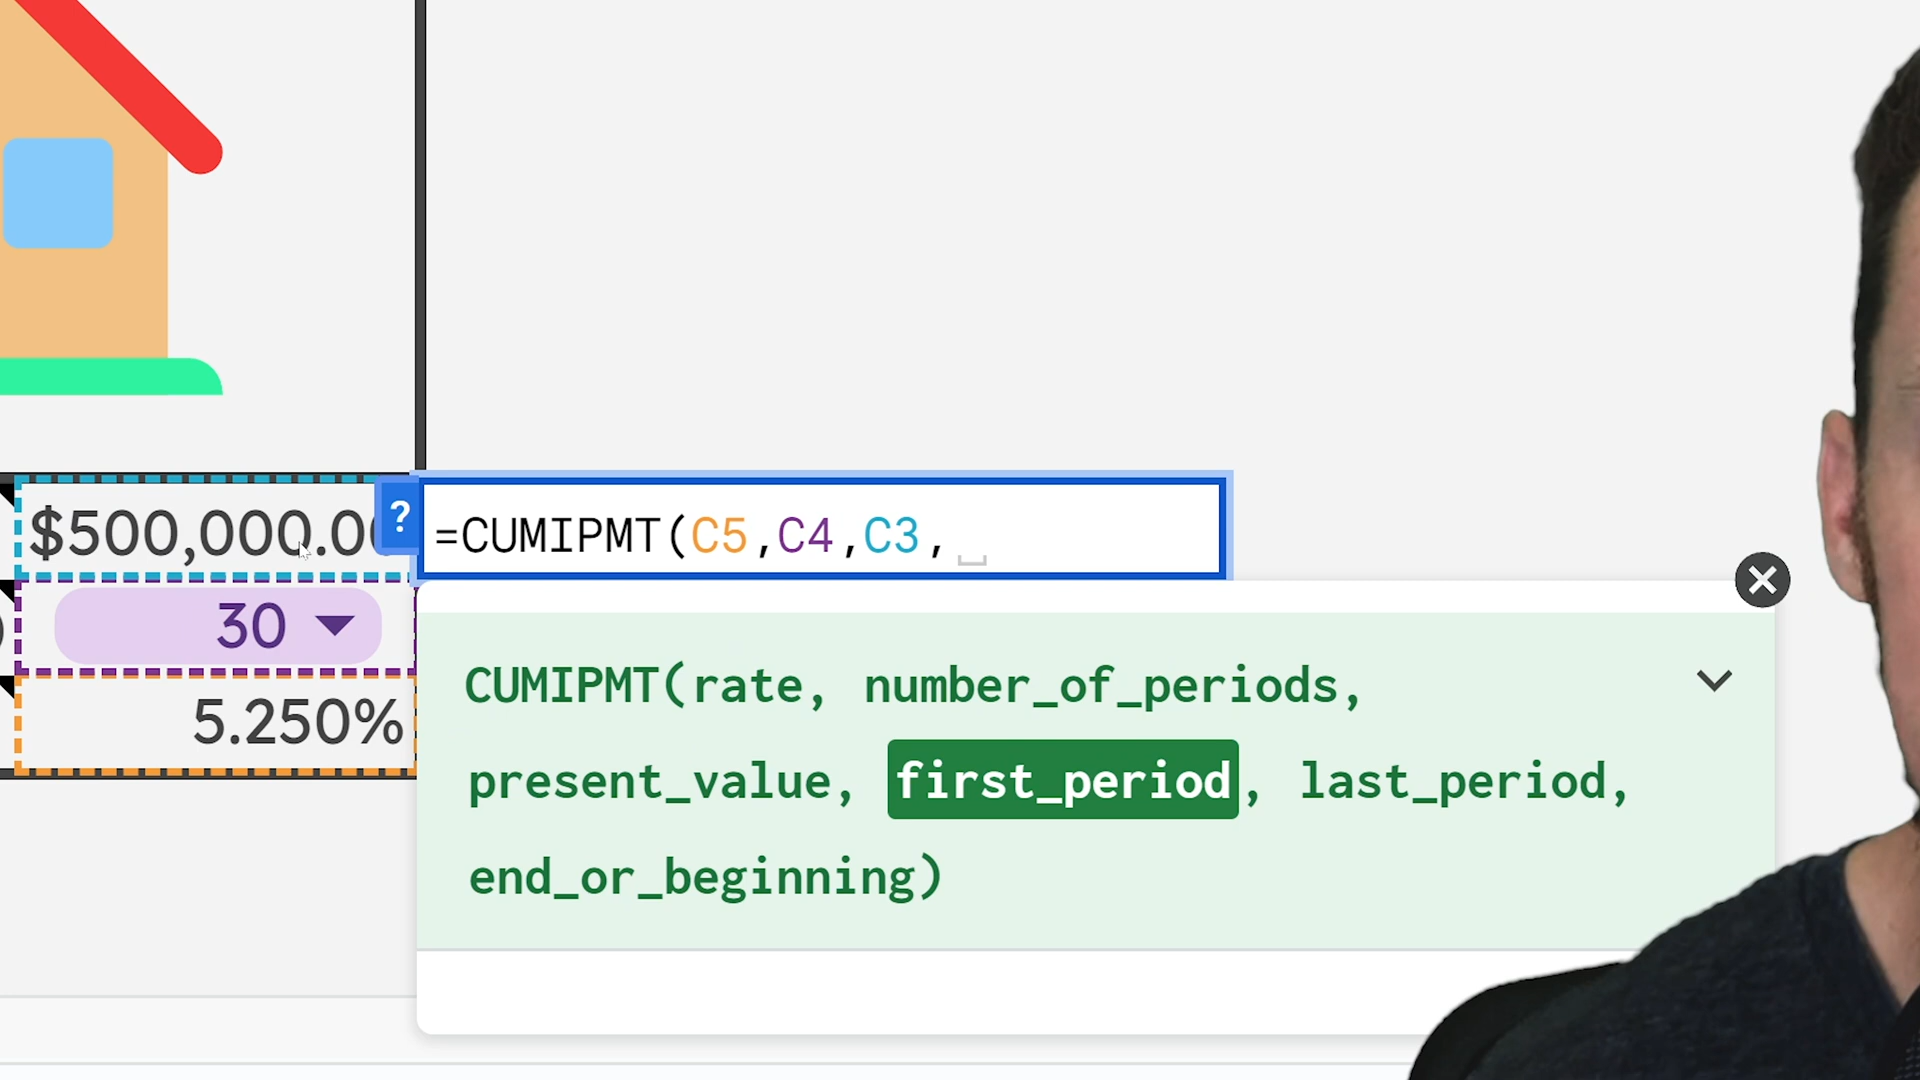 $500,000.00
?
=CUMIPMT(C5,C4,C3,
30
5.250%
CUMIPMT(rate, number_of_periods,
present_value, first_period, last_period,
end_or_beginning)